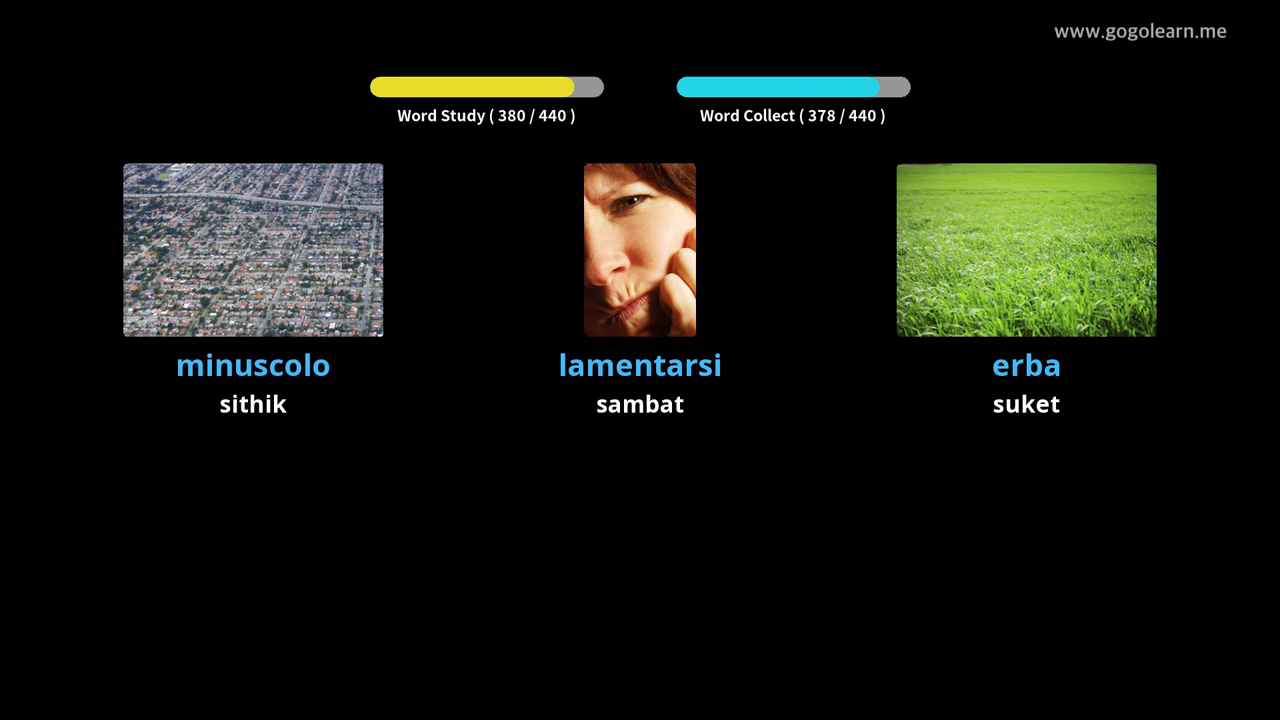 www.gogolearn.me
Word Study ( 380 / 440 )
Word Collect ( 378 / 440 )
minuscolo
sithik
lamentarsi
sambat
erba
suket